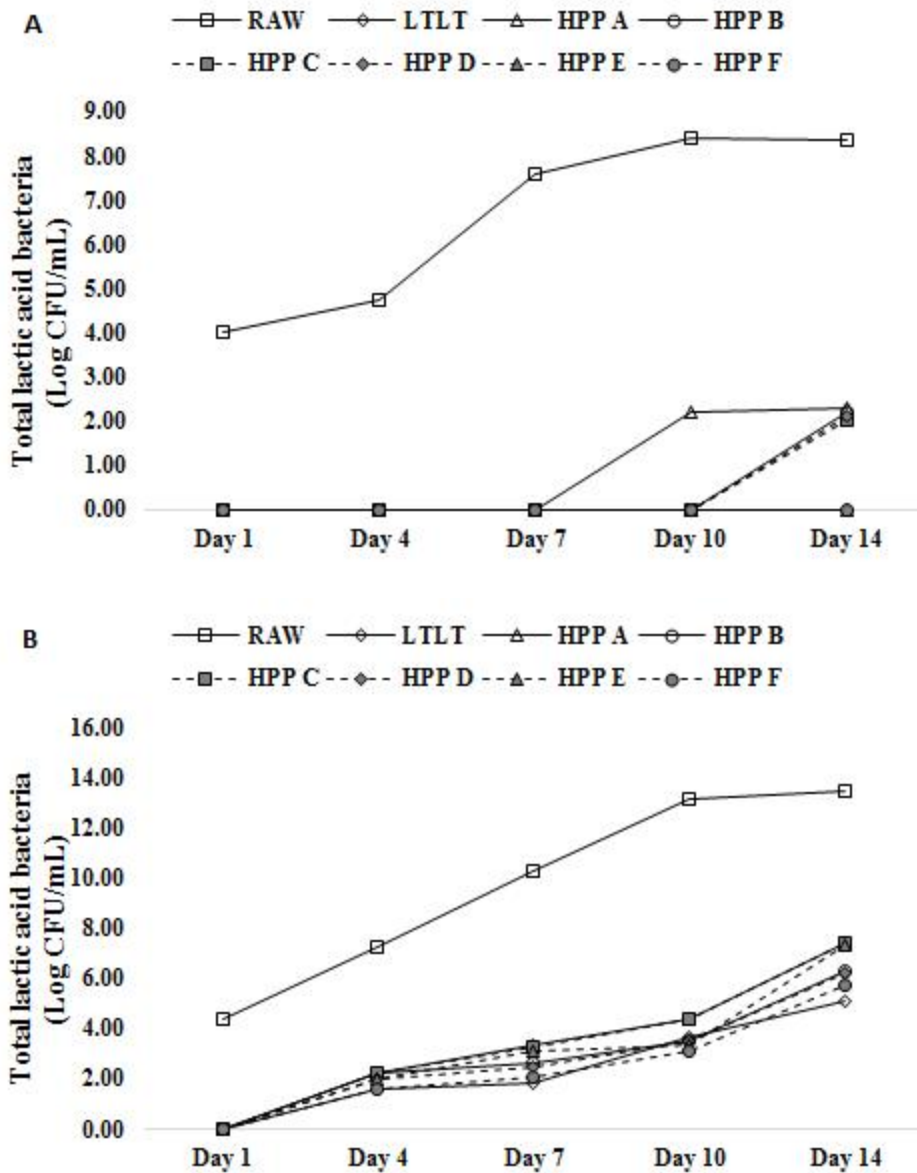 A
RAW LTLT HPP A HPP B
HPP C HPP D HPP E HPP F
Total lactic acid bacteria
(Log CFU/mL)
9.00
8.00
7.00
6.00
5.00
4.00
3.00
2.00
1.00
0.00
Day 1 Day 4 Day 7 Day 10 Day 14
B
RAW LTLT HPP A HPP B
HPP C HPP D HPP E HPP F
Total lactic acid bacteria
(Log CFU/mL)
16.00
14.00
12.00
10.00
8.00
6.00
4.00
2.00
0.00
Day 1 Day 4 Day 7 Day 10 Day 14